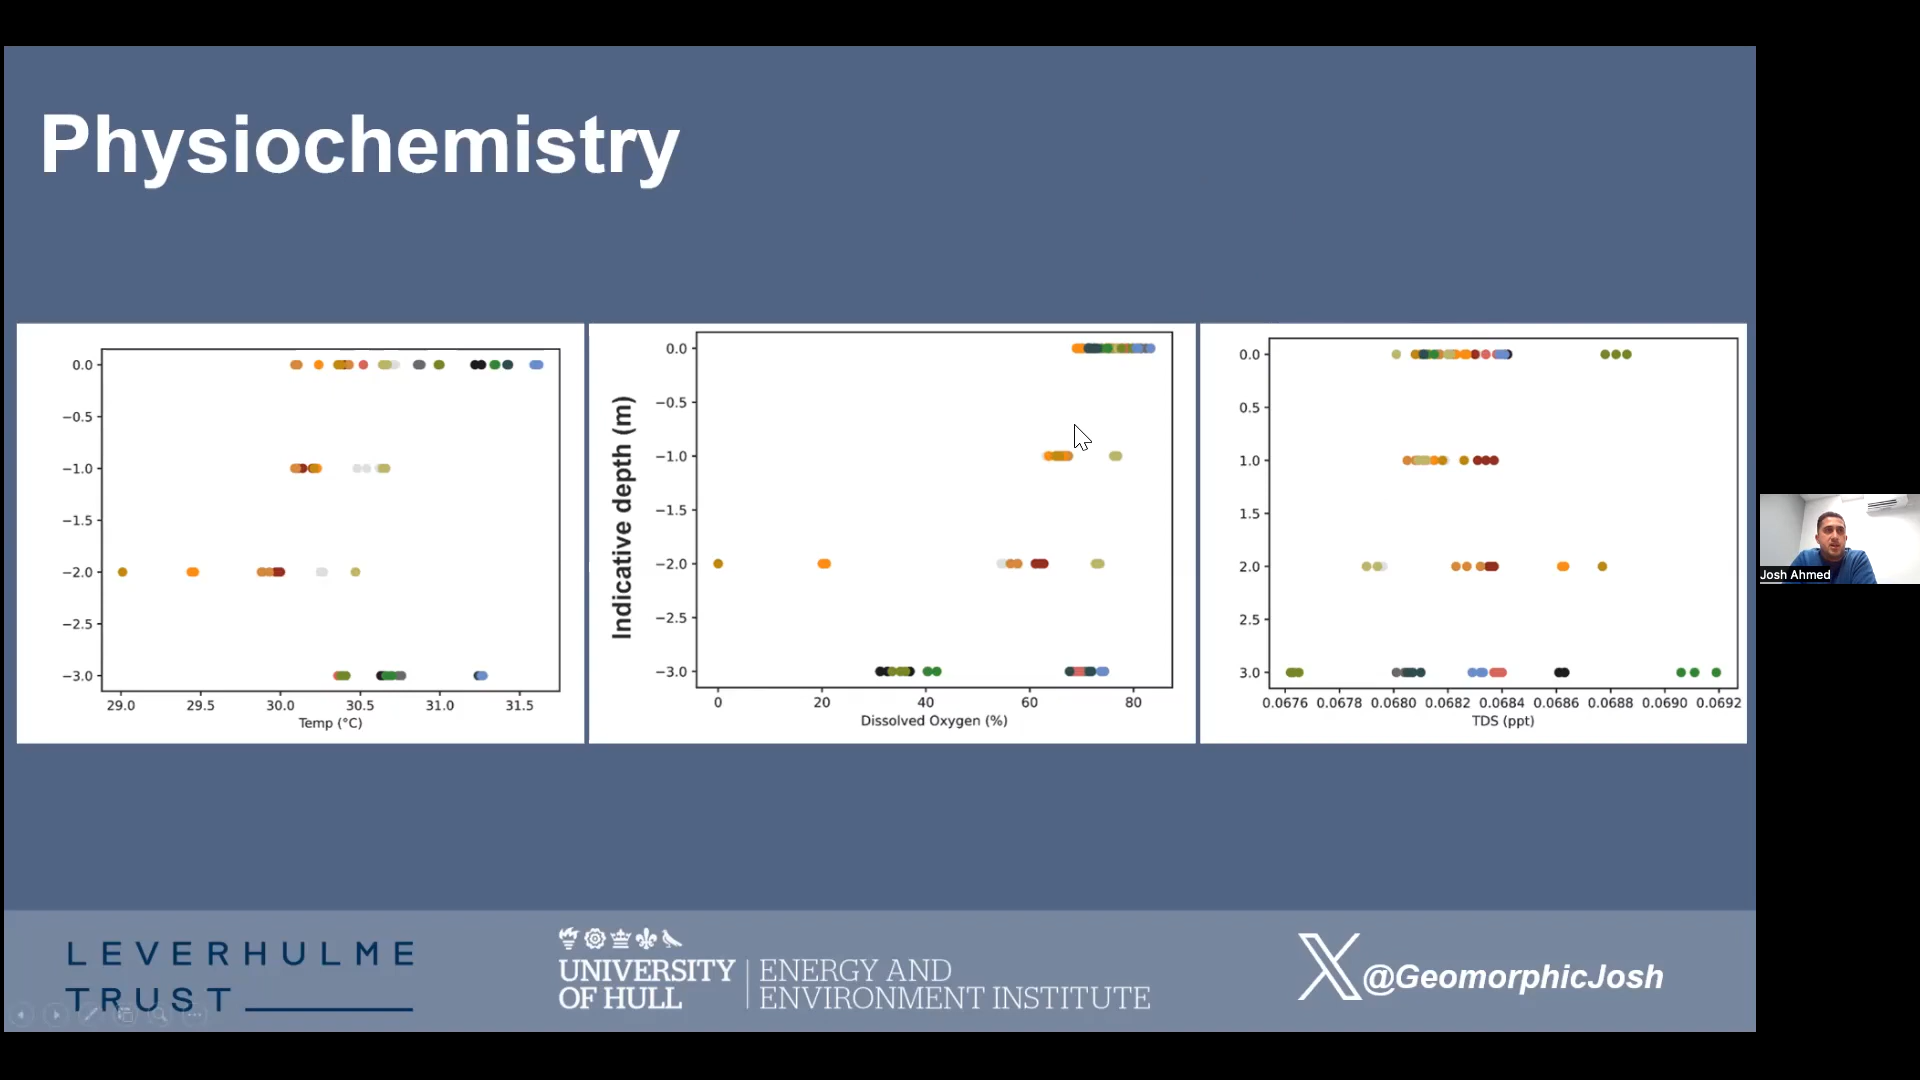 Physiochemistry
0.0
−0.5
−1.0
−1.5
−2.0
−2.5
−3.0
29.0 29.5 30.0 30.5 31.0 31.5
Temp (°C)
Indicative depth (m)
0.0
−0.5
−1.0
−1.5
−2.0
−2.5
−3.0
0 20 40 60 80
Dissolved Oxygen (%)
0.0
0.5
1.0
1.5
2.0
2.5
3.0
0.0676 0.0678 0.0680 0.0682 0.0684 0.0686 0.0688 0.0690 0.0692
TDS (ppt)
Josh Ahmed
LEVERHULME
TRUST
UNIVERSITY
OF HULL
ENERGY AND
ENVIRONMENT INSTITUTE
X @GeomorphicJosh